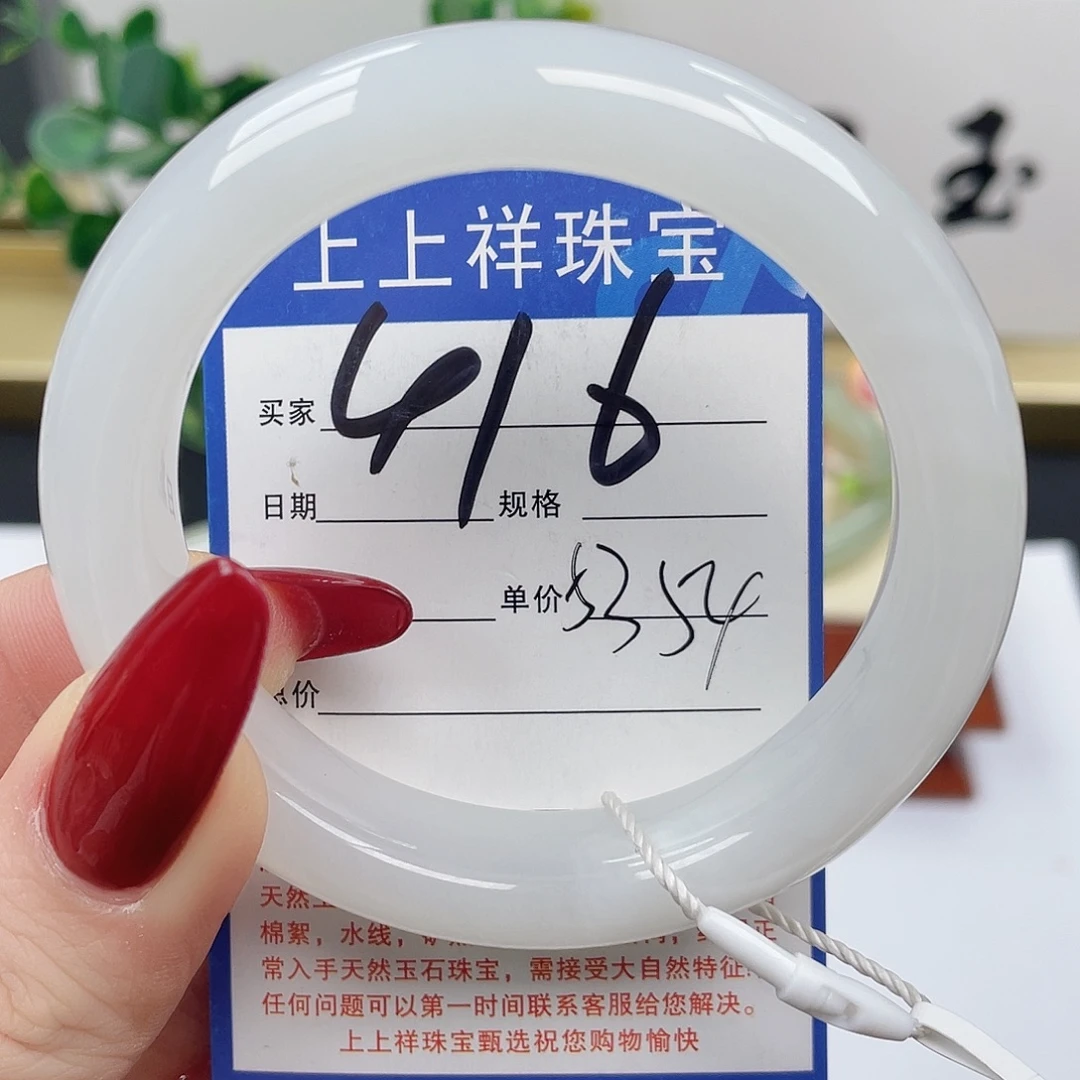 玉
上上祥珠宝
416
买家
日期 规格
单价 53 54
价
天然
棉絮，水线，
常入手天然玉石珠宝，需接受大自然特征
任何问题可以第一时间联系客服给您解决。
上上祥珠宝甄选祝您购物愉快